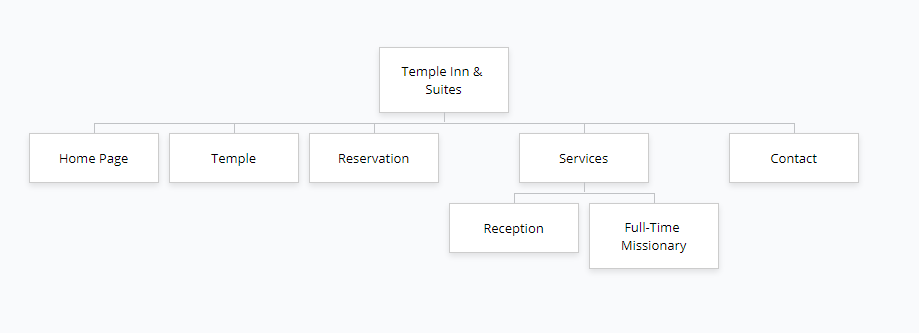 Temple Inn &
Suites
Home Page
Temple
Reservation
Services
Contact
Reception
Full-Time
Missionary